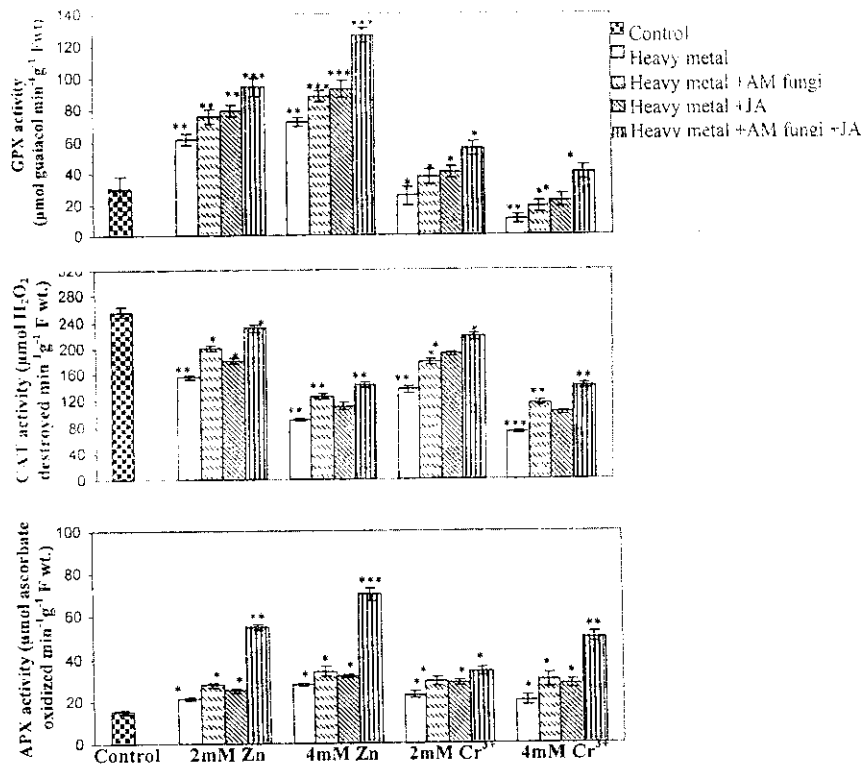 Control
Heavy metal
Heavy metal +AM fungi
Heavy metal +JA
Heavy metal +AM fungi +JA
GPX activity
(µmol guaiacol min⁻¹g⁻¹ Fwt.)
140
120
100
80
60
40
20
0
** ** ** ***
** *** *** ***
* * * *
** ** *
CAT activity (µmol H₂O₂
destroyed min⁻¹g⁻¹ F wt.)
320
280
240
200
160
120
80
40
0
** * * *
** ** **
** * *
*** ** **
APX activity (µmol ascorbate
oxidized min⁻¹g⁻¹ F wt.)
100
80
60
40
20
0
* * * **
* * * ***
* * * *
* * * **
Control 2mM Zn 4mM Zn 2mM Cr³⁺ 4mM Cr³⁺